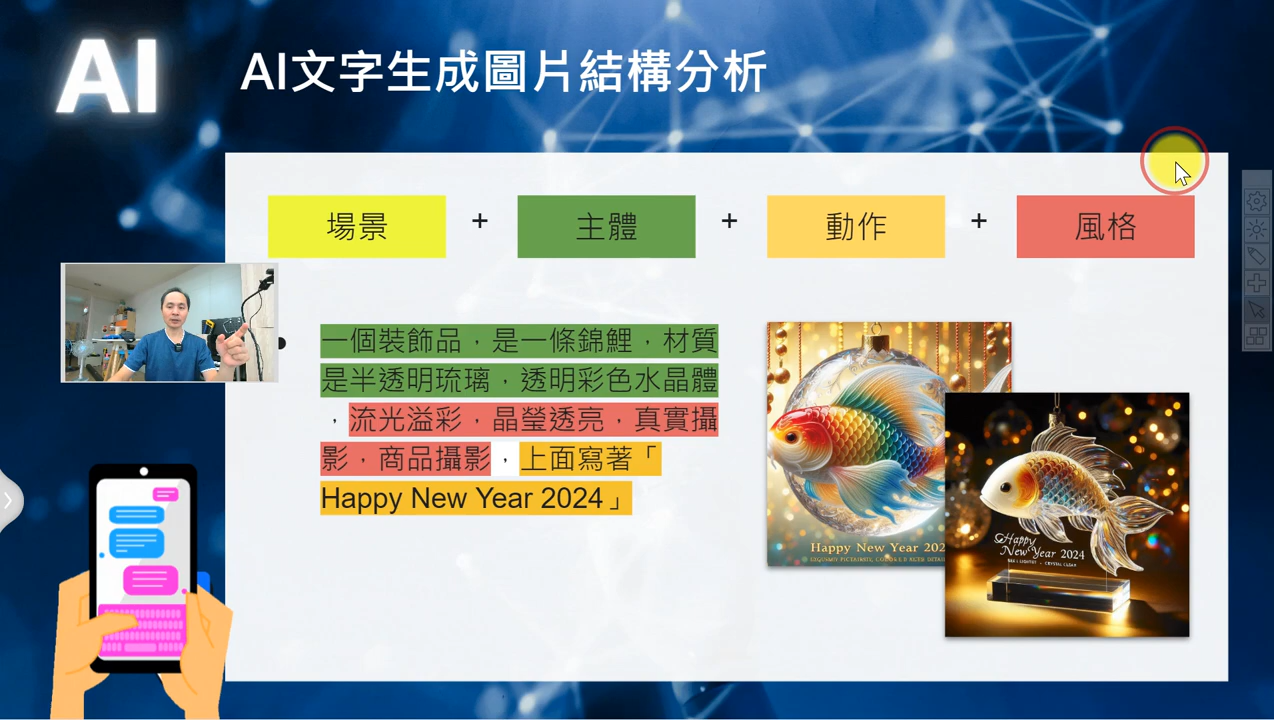 AI
AI文字生成圖片結構分析
場景 + 主體 + 動作 + 風格
一個裝飾品，是一條錦鯉，材質
是半透明琉璃，透明彩色水晶體
，流光溢彩，晶瑩透亮，真實攝
影，商品攝影，上面寫著「
Happy New Year 2024」
Happy New Year 202
Happy
New Year 2024